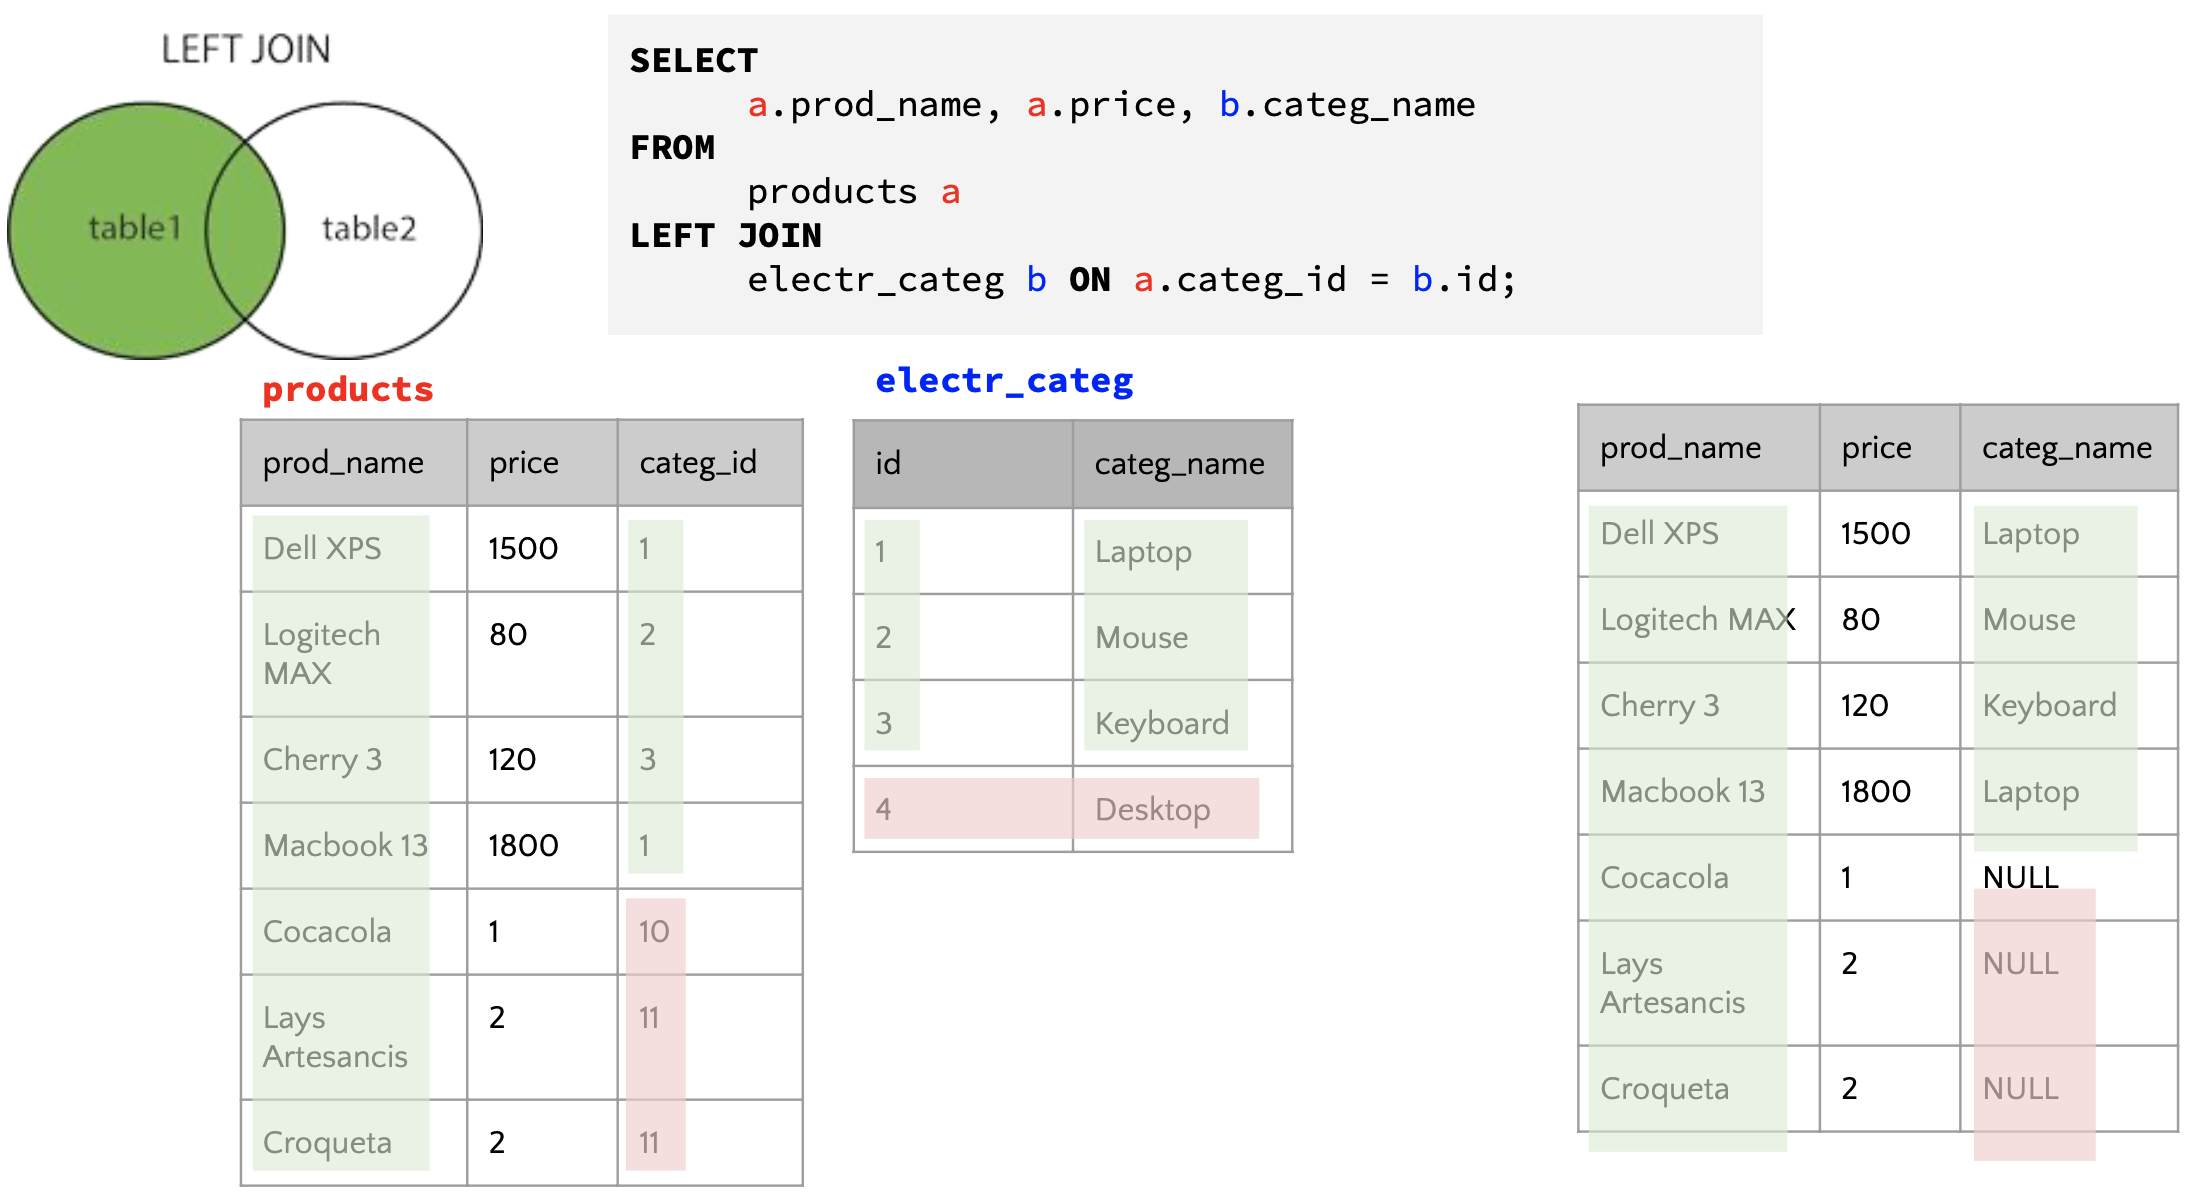 LEFT JOIN
table1 table2
SELECT
a.prod_name, a.price, b.categ_name
FROM
products a
LEFT JOIN
electr_categ b ON a.categ_id = b.id;
products
prod_name price categ_id
Dell XPS 1500 1
Logitech 80 2
MAX
Cherry 3 120 3
Macbook 13 1800 1
Cocacola 1 10
Lays 2 11
Artesancis
Croqueta 2 11
electr_categ
id categ_name
1 Laptop
2 Mouse
3 Keyboard
4 Desktop
prod_name price categ_name
Dell XPS 1500 Laptop
Logitech MAX 80 Mouse
Cherry 3 120 Keyboard
Macbook 13 1800 Laptop
Cocacola 1 NULL
Lays 2 NULL
Artesancis
Croqueta 2 NULL